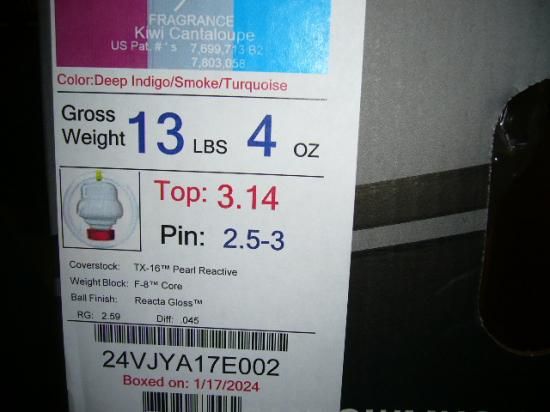 FRAGRANCE
Kiwi Cantaloupe
US Pat. #'s 7,699,713 B2
7,803,058
Color:Deep Indigo/Smoke/Turquoise
Gross Weight 13 LBS 4 OZ
Top: 3.14
Pin: 2.5-3
Coverstock: TX-16™ Pearl Reactive
Weight Block: F-8™ Core
Ball Finish: Reacta Gloss™
RG: 2.59 Diff: .045
24VJYA17E002
Boxed on: 1/17/2024